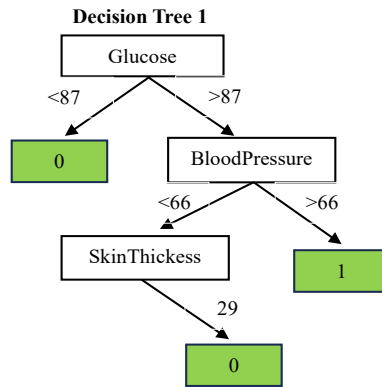 Decision Tree 1
Glucose
<87 >87
0
BloodPressure
<66 >66
SkinThickess
1
29
0